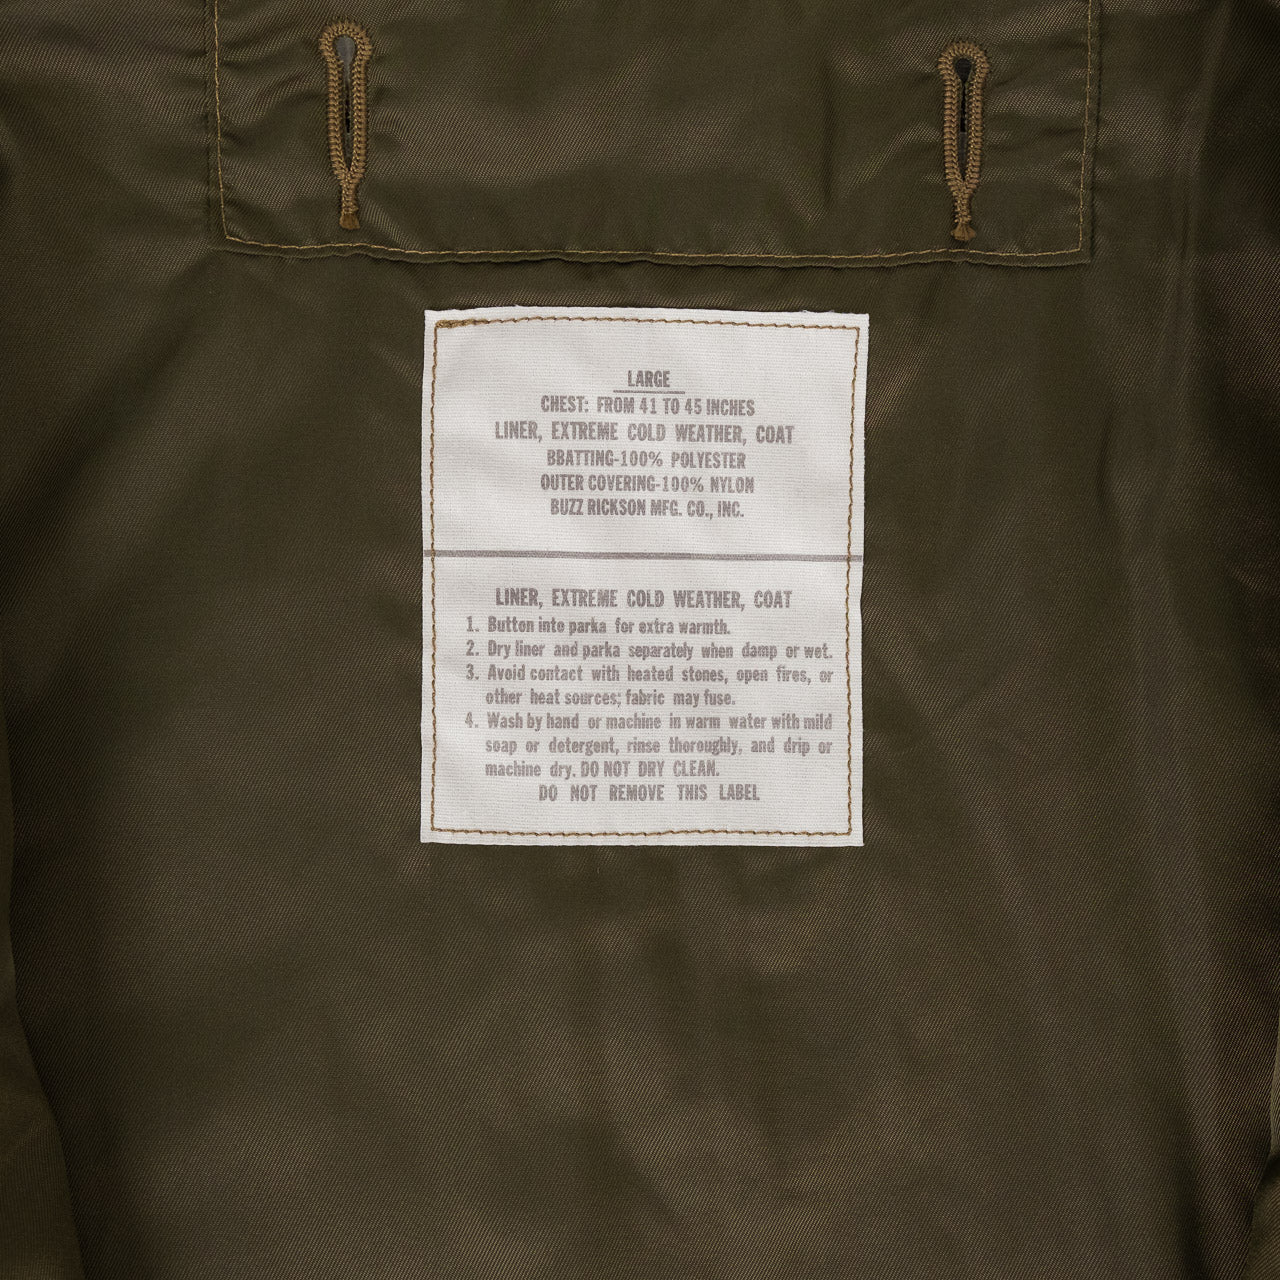 LARGE
CHEST: FROM 41 TO 45 INCHES
LINER, EXTREME COLD WEATHER, COAT
BBATTING-100% POLYESTER
OUTER COVERING-100% NYLON
BUZZ RICKSON MFG. CO., INC.
LINER, EXTREME COLD WEATHER, COAT
1. Button into parka for extra warmth.
2. Dry liner and parka separately when damp or wet.
3. Avoid contact with heated stones, open fires, or
other heat sources; fabric may fuse.
4. Wash by hand or machine in warm water with mild
soap or detergent, rinse thoroughly, and drip or
machine dry. DO NOT DRY CLEAN.
DO NOT REMOVE THIS LABEL